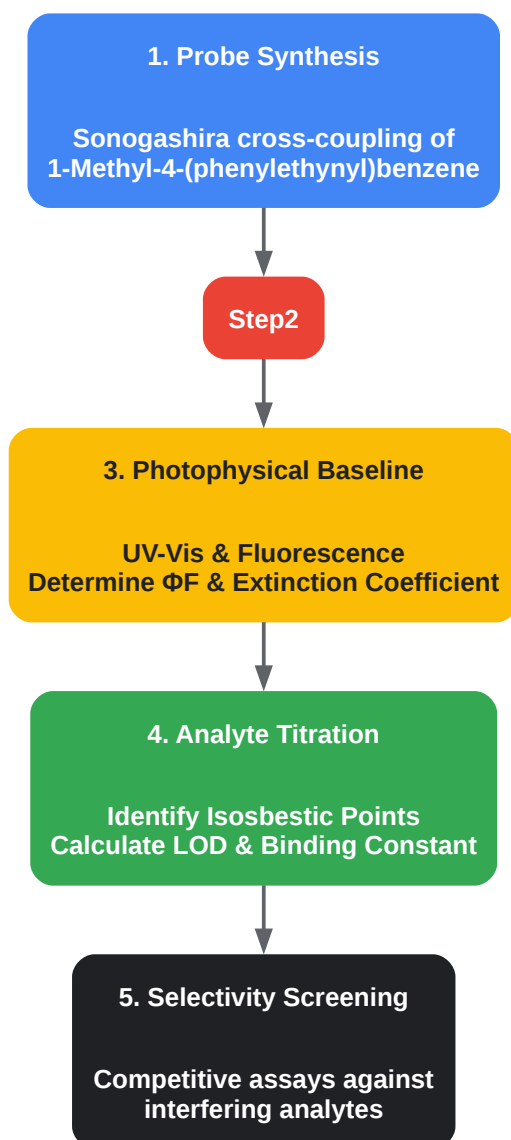 1. Probe Synthesis
Sonogashira cross-coupling of
1-Methyl-4-(phenylethynyl)benzene
Step2
3. Photophysical Baseline
UV-Vis & Fluorescence
Determine ΦF & Extinction Coefficient
4. Analyte Titration
Identify Isosbestic Points
Calculate LOD & Binding Constant
5. Selectivity Screening
Competitive assays against
interfering analytes